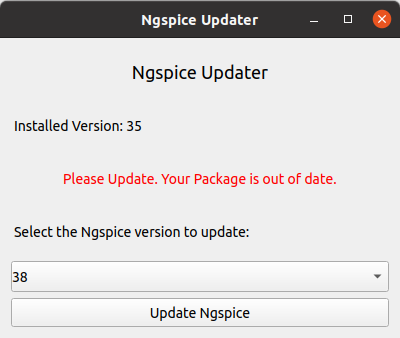 Ngspice Updater
Ngspice Updater
Installed Version: 35
Please Update. Your Package is out of date.
Select the Ngspice version to update:
38
Update Ngspice